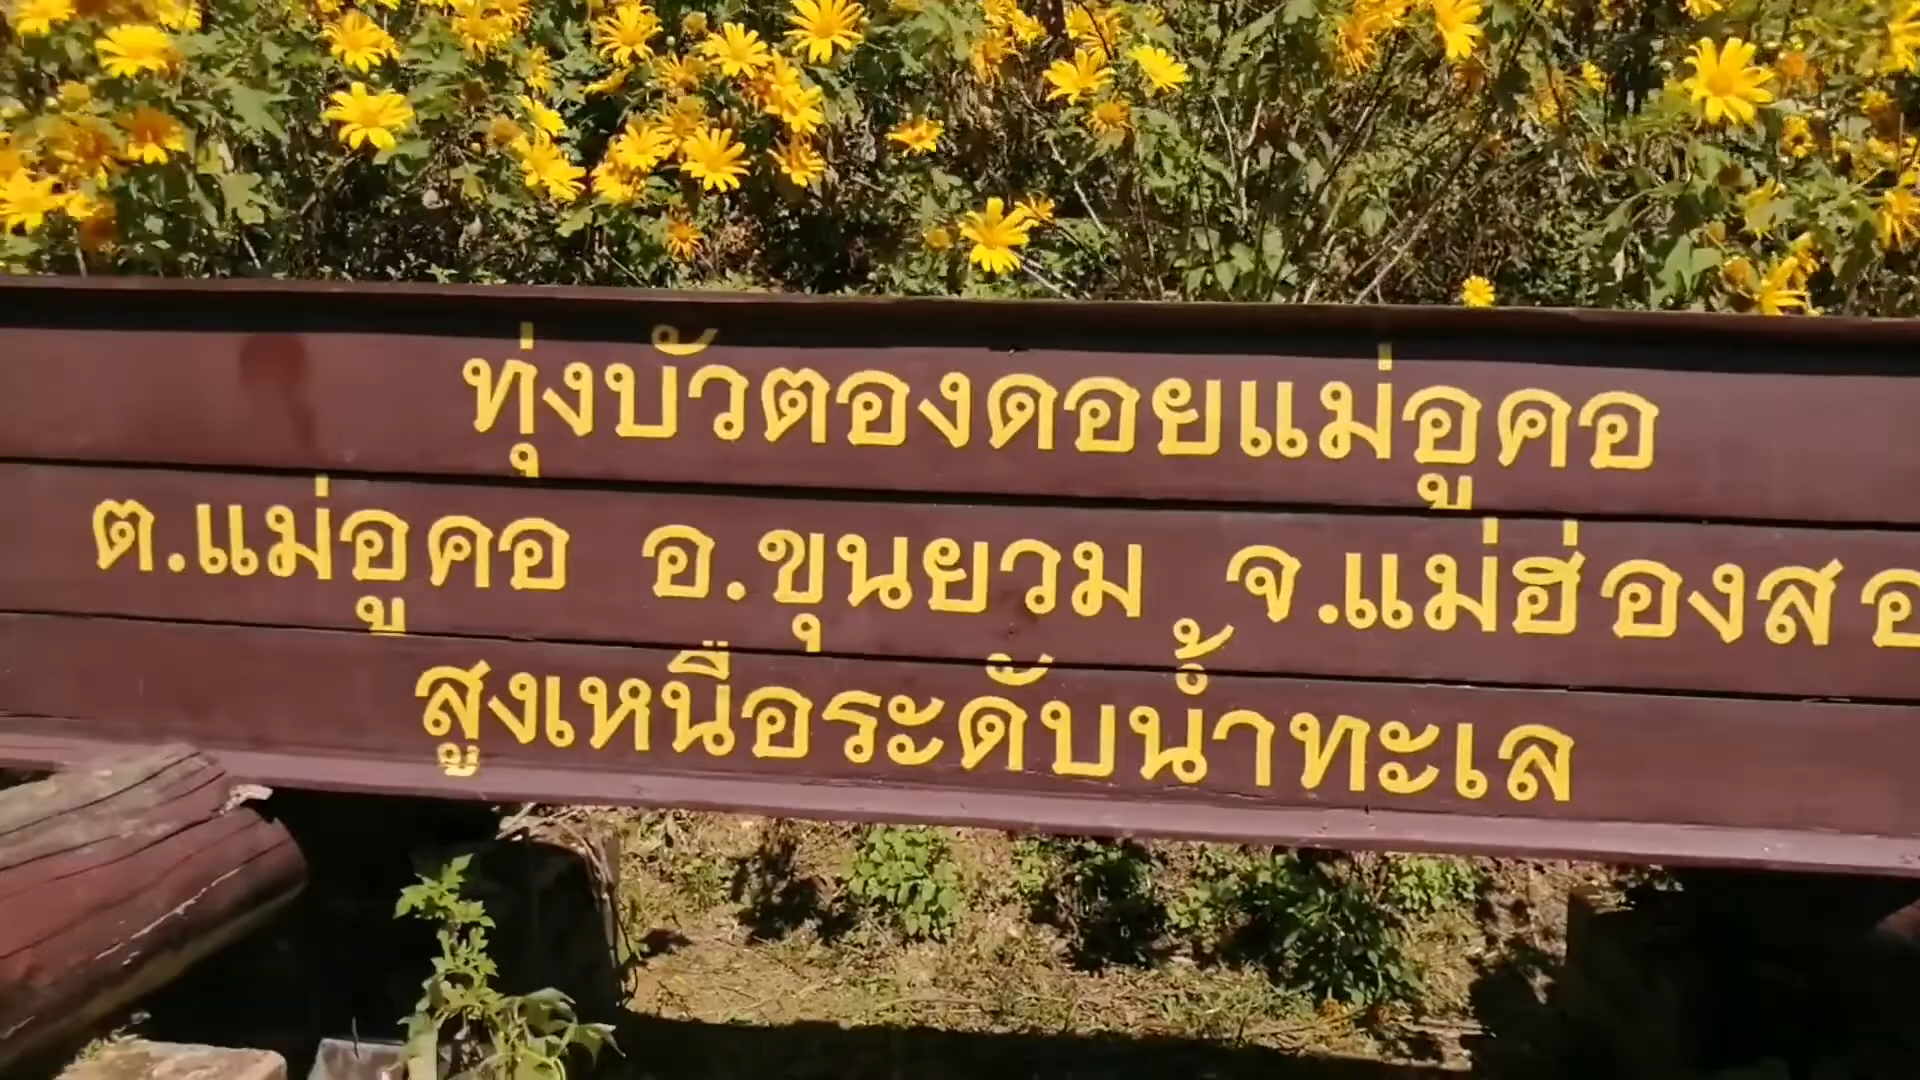 ทุ่งบัวตองดอยแม่อูคอ
ต.แม่อูคอ อ.ขุนยวม จ.แม่ฮ่องสอ
สูงเหนือระดับน้ำทะเล